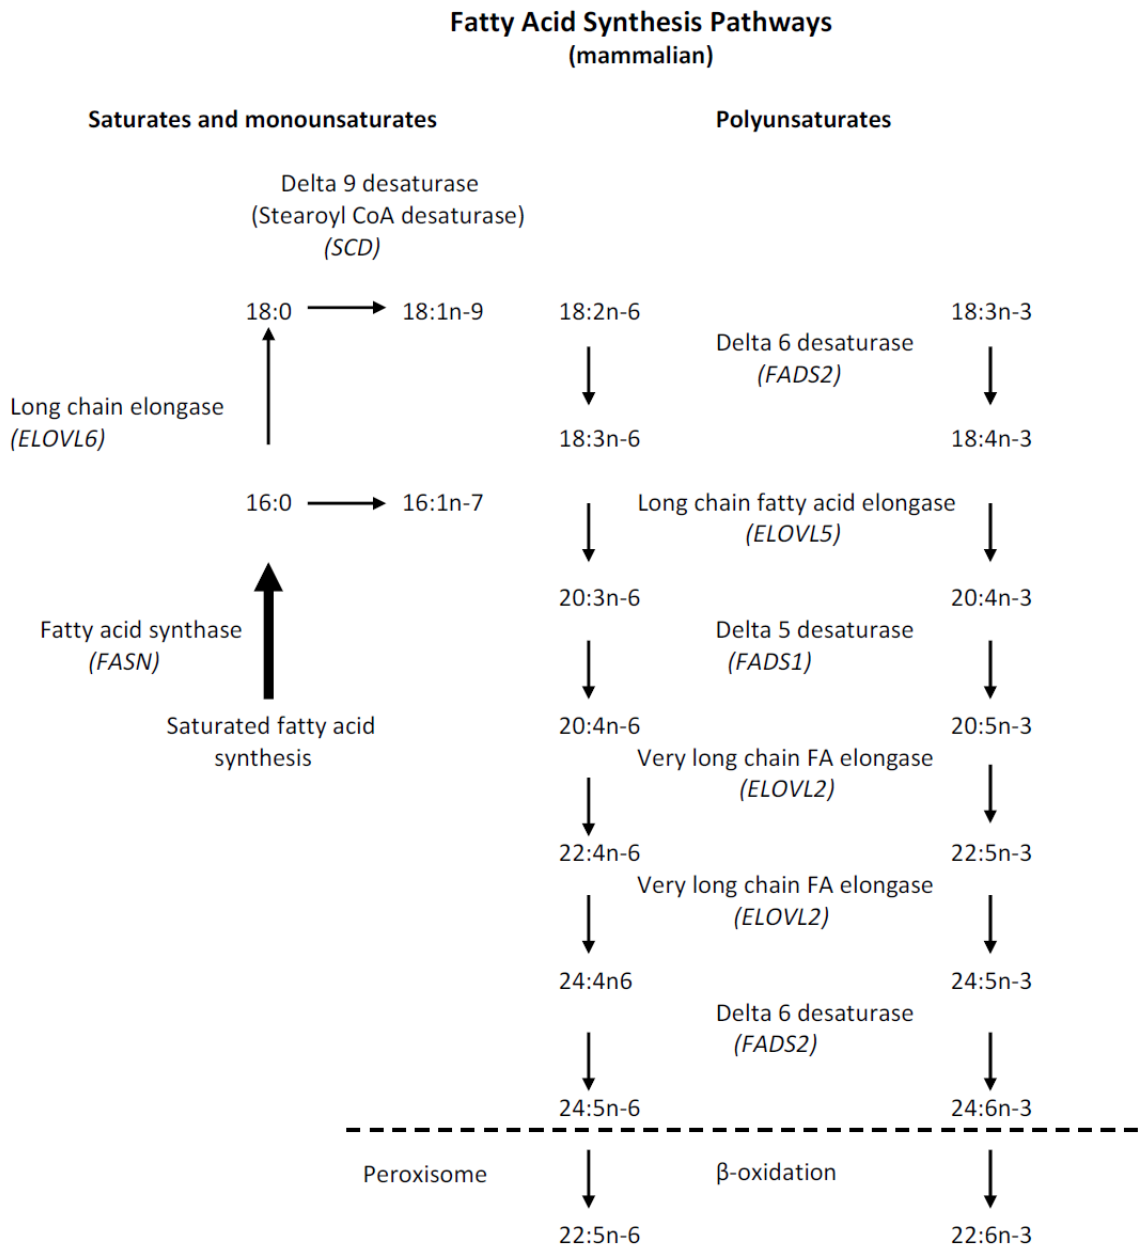 Fatty Acid Synthesis Pathways
(mammalian)
Saturates and monounsaturates
Polyunsaturates
Delta 9 desaturase
(Stearoyl CoA desaturase)
(SCD)
18:0
18:1n-9
18:2n-6
18:3n-3
Delta 6 desaturase
(FADS2)
Long chain elongase
(ELOVL6)
18:3n-6
18:4n-3
16:0
16:1n-7
Long chain fatty acid elongase
(ELOVL5)
20:3n-6
20:4n-3
Fatty acid synthase
(FASN)
Delta 5 desaturase
(FADS1)
Saturated fatty acid
synthesis
20:4n-6
20:5n-3
Very long chain FA elongase
(ELOVL2)
22:4n-6
22:5n-3
Very long chain FA elongase
(ELOVL2)
24:4n6
24:5n-3
Delta 6 desaturase
(FADS2)
24:5n-6
24:6n-3
Peroxisome
β-oxidation
22:5n-6
22:6n-3